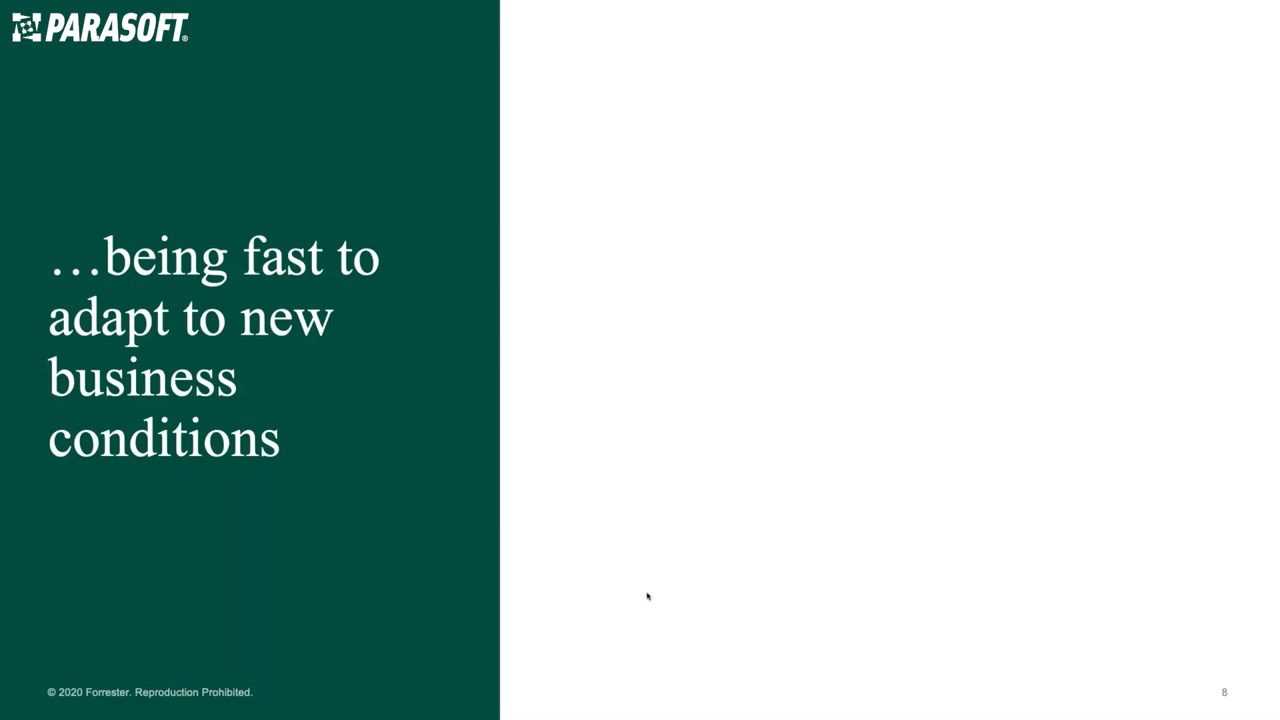 PARASOFT®
…being fast to
adapt to new
business
conditions
© 2020 Forrester. Reproduction Prohibited.
8